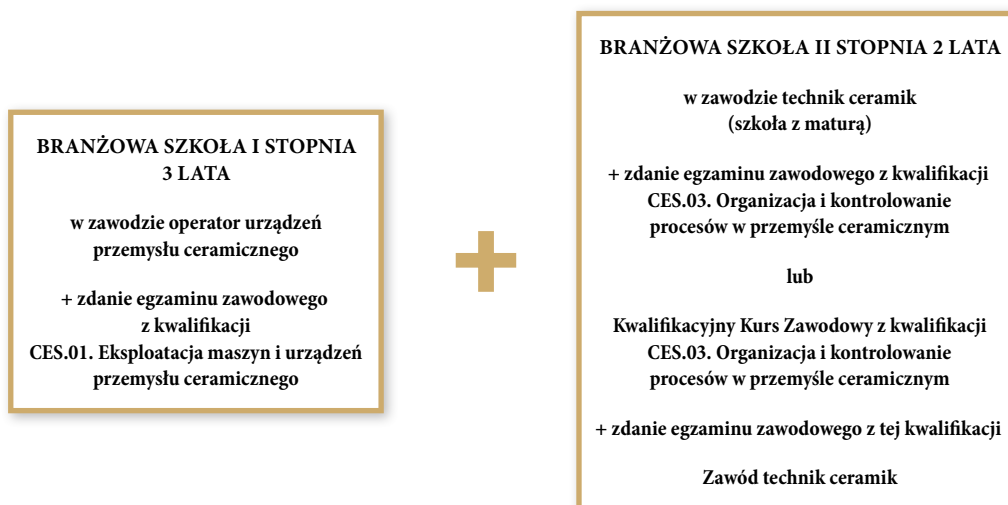 BRANŻOWA SZKOŁA I STOPNIA
3 LATA
w zawodzie operator urządzeń
przemysłu ceramicznego
+ zdanie egzaminu zawodowego
z kwalifikacji
CES.01. Eksploatacja maszyn i urządzeń
przemysłu ceramicznego
+
BRANŻOWA SZKOŁA II STOPNIA 2 LATA
w zawodzie technik ceramik
(szkoła z maturą)
+ zdanie egzaminu zawodowego z kwalifikacji
CES.03. Organizacja i kontrolowanie
procesów w przemyśle ceramicznym
lub
Kwalifikacyjny Kurs Zawodowy z kwalifikacji
CES.03. Organizacja i kontrolowanie
procesów w przemyśle ceramicznym
+ zdanie egzaminu zawodowego z tej kwalifikacji
Zawód technik ceramik